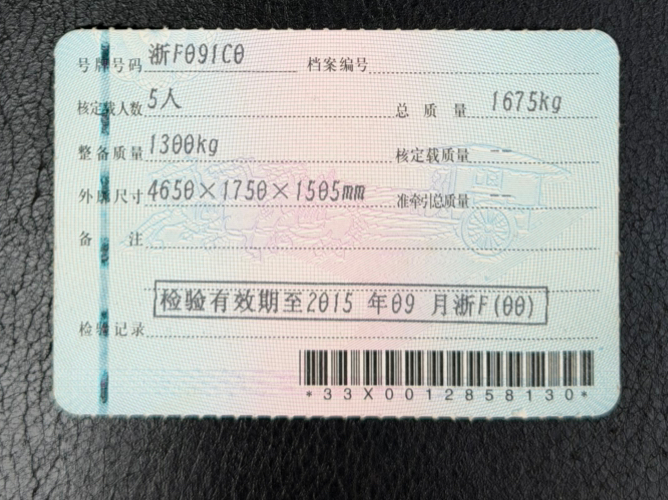 号牌号码 浙F091C0 档案编号
核定载人数 5人 总质量 1675kg
整备质量 1300kg 核定载质量 --
外廓尺寸 4650×1750×1505mm 准牵引总质量 --
备注
检验有效期至2015 年09 月浙F(00)
检验记录
*33X0012858130*